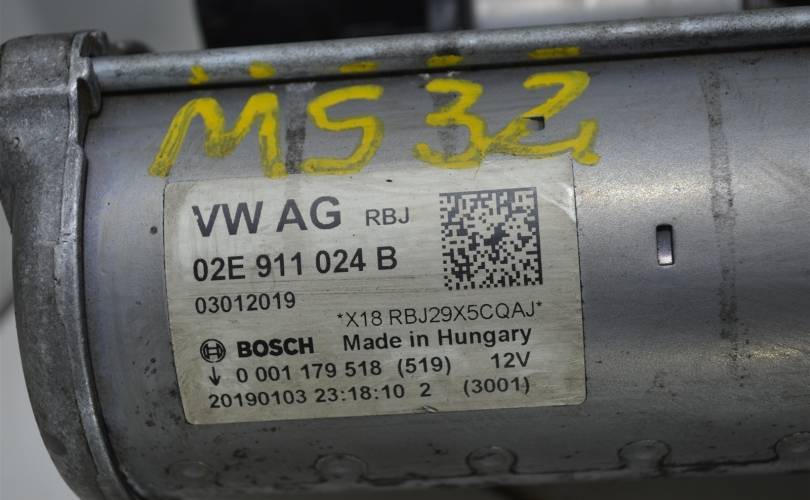 MS32
VW AG RBJ
02E 911 024 B
03012019
*X18 RBJ29X5CQAJ*
BOSCH Made in Hungary
0 001 179 518 (519) 12V
20190103 23:18:10 2 (3001)